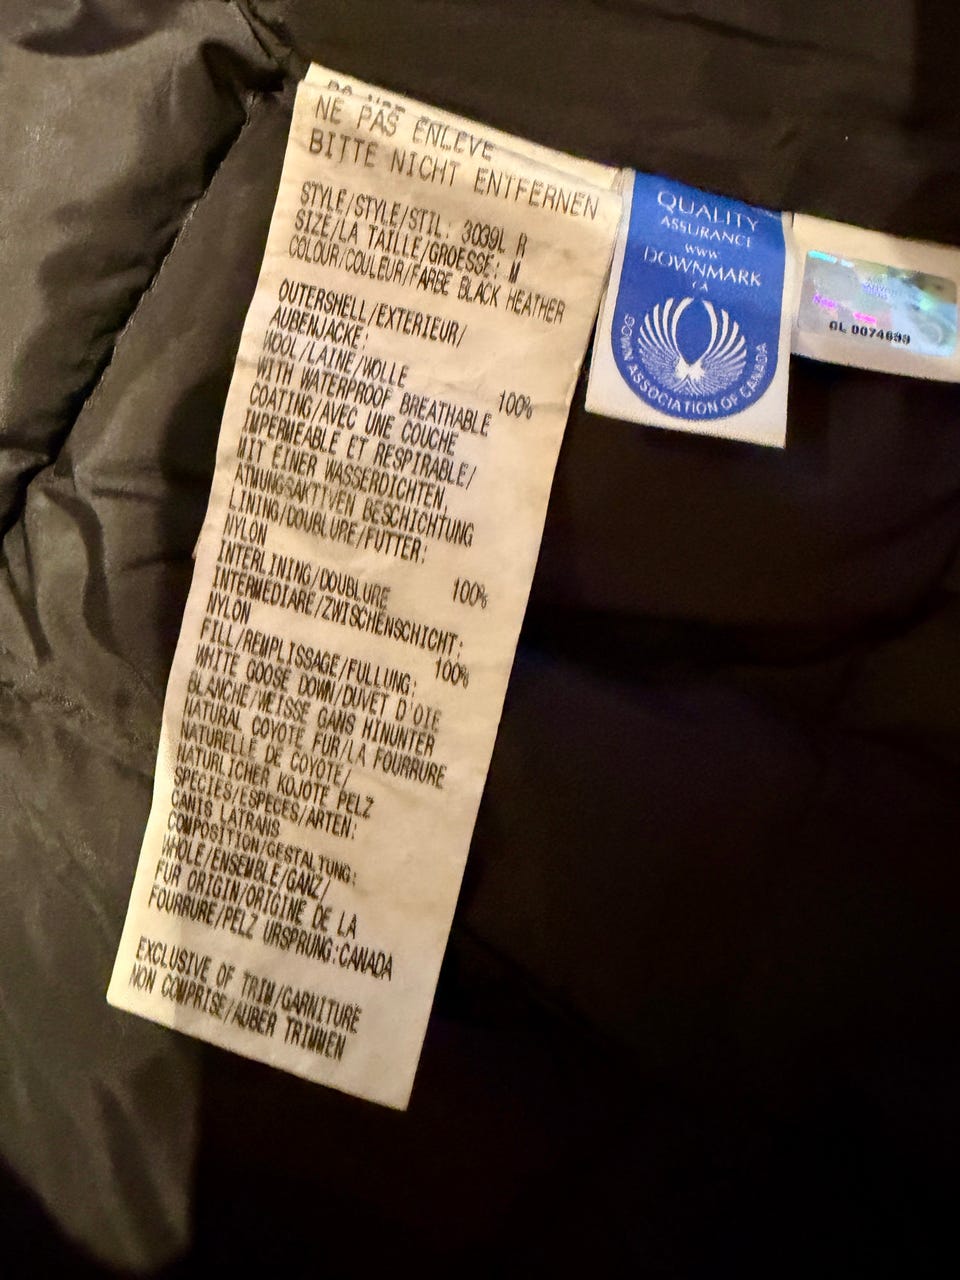 NE PAS ENLEVE
BITTE NICHT ENTFERNEN
STYLE/STYLE/STIL: 3039L R
SIZE/LA TAILLE/GROESSE: M
COLOUR/COULEUR/FARBE BLACK HEATHER
OUTERSHELL/EXTERIEUR/
AUBENJACKE:
WOOL/LAINE/WOLLE 100%
WITH WATERPROOF BREATHABLE
COATING/AVEC UNE COUCHE
IMPERMEABLE ET RESPIRABLE/
MIT EINER WASSERDICHTEN,
ATMUNGSAKTIVEN BESCHICHTUNG
LINING/DOUBLURE/FUTTER:
NYLON 100%
INTERLINING/DOUBLURE
INTERMEDIARE/ZWISCHENSCHICHT:
NYLON 100%
FILL/REMPLISSAGE/FULLUNG:
WHITE GOOSE DOWN/DUVET D'OIE
BLANCHE/WEISSE GANS HINUNTER
NATURAL COYOTE FUR/LA FOURRURE
NATURELLE DE COYOTE/
NATURLICHER KOJOTE PELZ
SPECIES/ESPECES/ARTEN:
CANIS LATRANS
COMPOSITION/GESTALTUNG:
WHOLE/ENSEMBLE/GANZ/
FUR ORIGIN/ORIGINE DE LA
FOURRURE/PELZ URSPRUNG:CANADA
EXCLUSIVE OF TRIM/GARNITURE
NON COMPRISE/AUBER TRIMMEN
QUALITY
ASSURANCE
www
DOWNMARK
.CA
DOWN ASSOCIATION OF CANADA